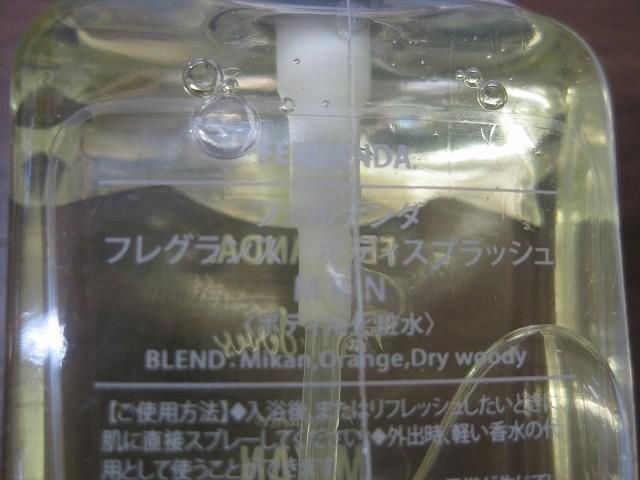 FERNANDA
フェルナンダ
フレグランス ボディスプラッシュ
〈ボディ用化粧水〉
BLEND:Mikan,Orange,Dry woody
【ご使用方法】◆入浴後、またはリフレッシュしたいときに
肌に直接スプレーしてください。◆外出時、軽い香水の代
用として使うことができます